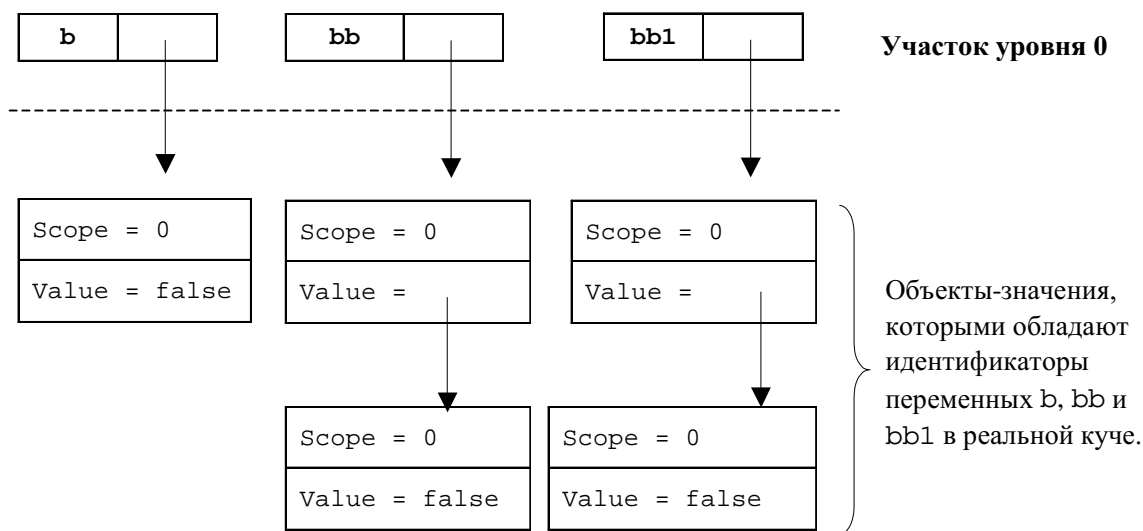 b
bb
bb1
Участок уровня 0
Scope = 0
Value = false
Scope = 0
Value =
Scope = 0
Value =
Scope = 0
Value = false
Scope = 0
Value = false
Объекты-значения,
которыми обладают
идентификаторы
переменных b, bb и
bb1 в реальной куче.